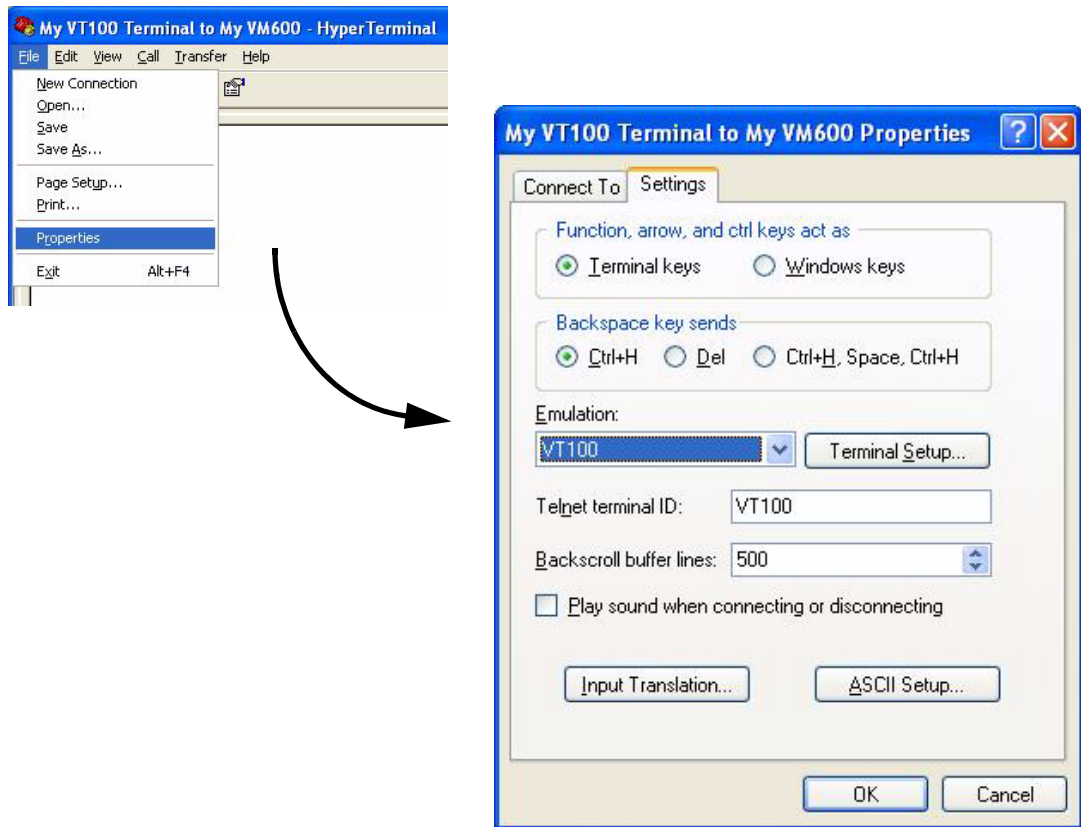 My VT100 Terminal to My VM600 - HyperTerminal
File Edit View Call Transfer Help
New Connection
Open...
Save
Save As...
Page Setup...
Print...
Properties
Exit Alt+F4
My VT100 Terminal to My VM600 Properties
Connect To Settings
Function, arrow, and ctrl keys act as
Terminal keys Windows keys
Backspace key sends
Ctrl+H Del Ctrl+H, Space, Ctrl+H
Emulation:
VT100 Terminal Setup...
Telnet terminal ID: VT100
Backscroll buffer lines: 500
Play sound when connecting or disconnecting
Input Translation... ASCII Setup...
OK Cancel